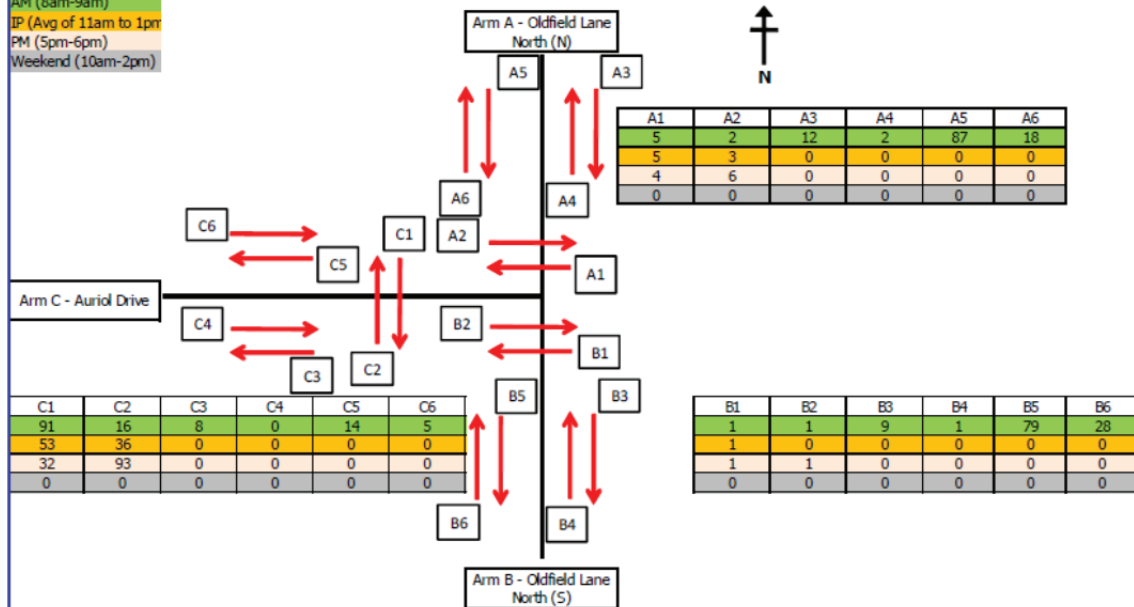 AM (8am-9am)
IP (Avg of 11am to 1pm
PM (5pm-6pm)
Weekend (10am-2pm)
Arm A - Oldfield Lane
North (N)
N
A5
A3
A1 A2 A3 A4 A5 A6
5 2 12 2 87 18
5 3 0 0 0 0
4 6 0 0 0 0
0 0 0 0 0 0
A6
A4
C6
C1
A2
C5
A1
Arm C - Auriol Drive
C4
B2
C3
C2
B1
B5
B3
C1 C2 C3 C4 C5 C6
91 16 8 0 14 5
53 36 0 0 0 0
32 93 0 0 0 0
0 0 0 0 0 0
B1 B2 B3 B4 B5 B6
1 1 9 1 79 28
1 0 0 0 0 0
1 1 0 0 0 0
0 0 0 0 0 0
B6
B4
Arm B - Oldfield Lane
North (S)